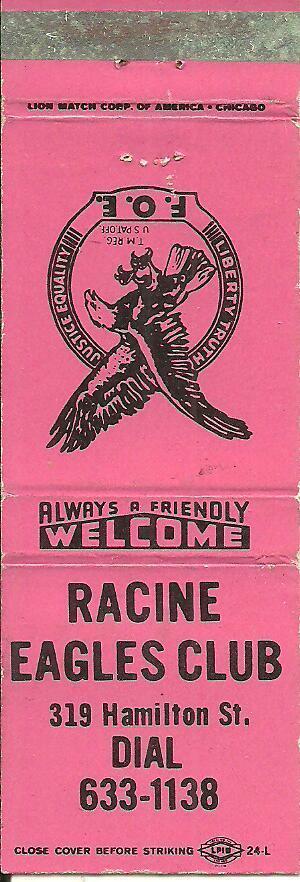 LION MATCH CORP. OF AMERICA • CHICAGO
F.O.E.
T.M. REG.
U S PAT OFF
JUSTICE EQUALITY
LIBERTY TRUTH
ALWAYS A FRIENDLY
WELCOME
RACINE
EAGLES CLUB
319 Hamilton St.
DIAL
633-1138
CLOSE COVER BEFORE STRIKING 24-L